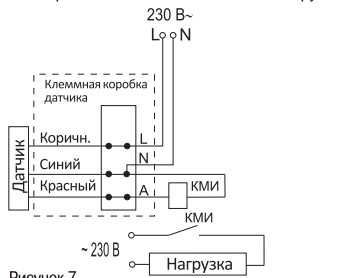 230 В~
L N
Клеммная коробка
датчика
Датчик
Коричн. L
Синий N
Красный A КМИ
КМИ
~ 230 В
Нагрузка
Рисунок 7